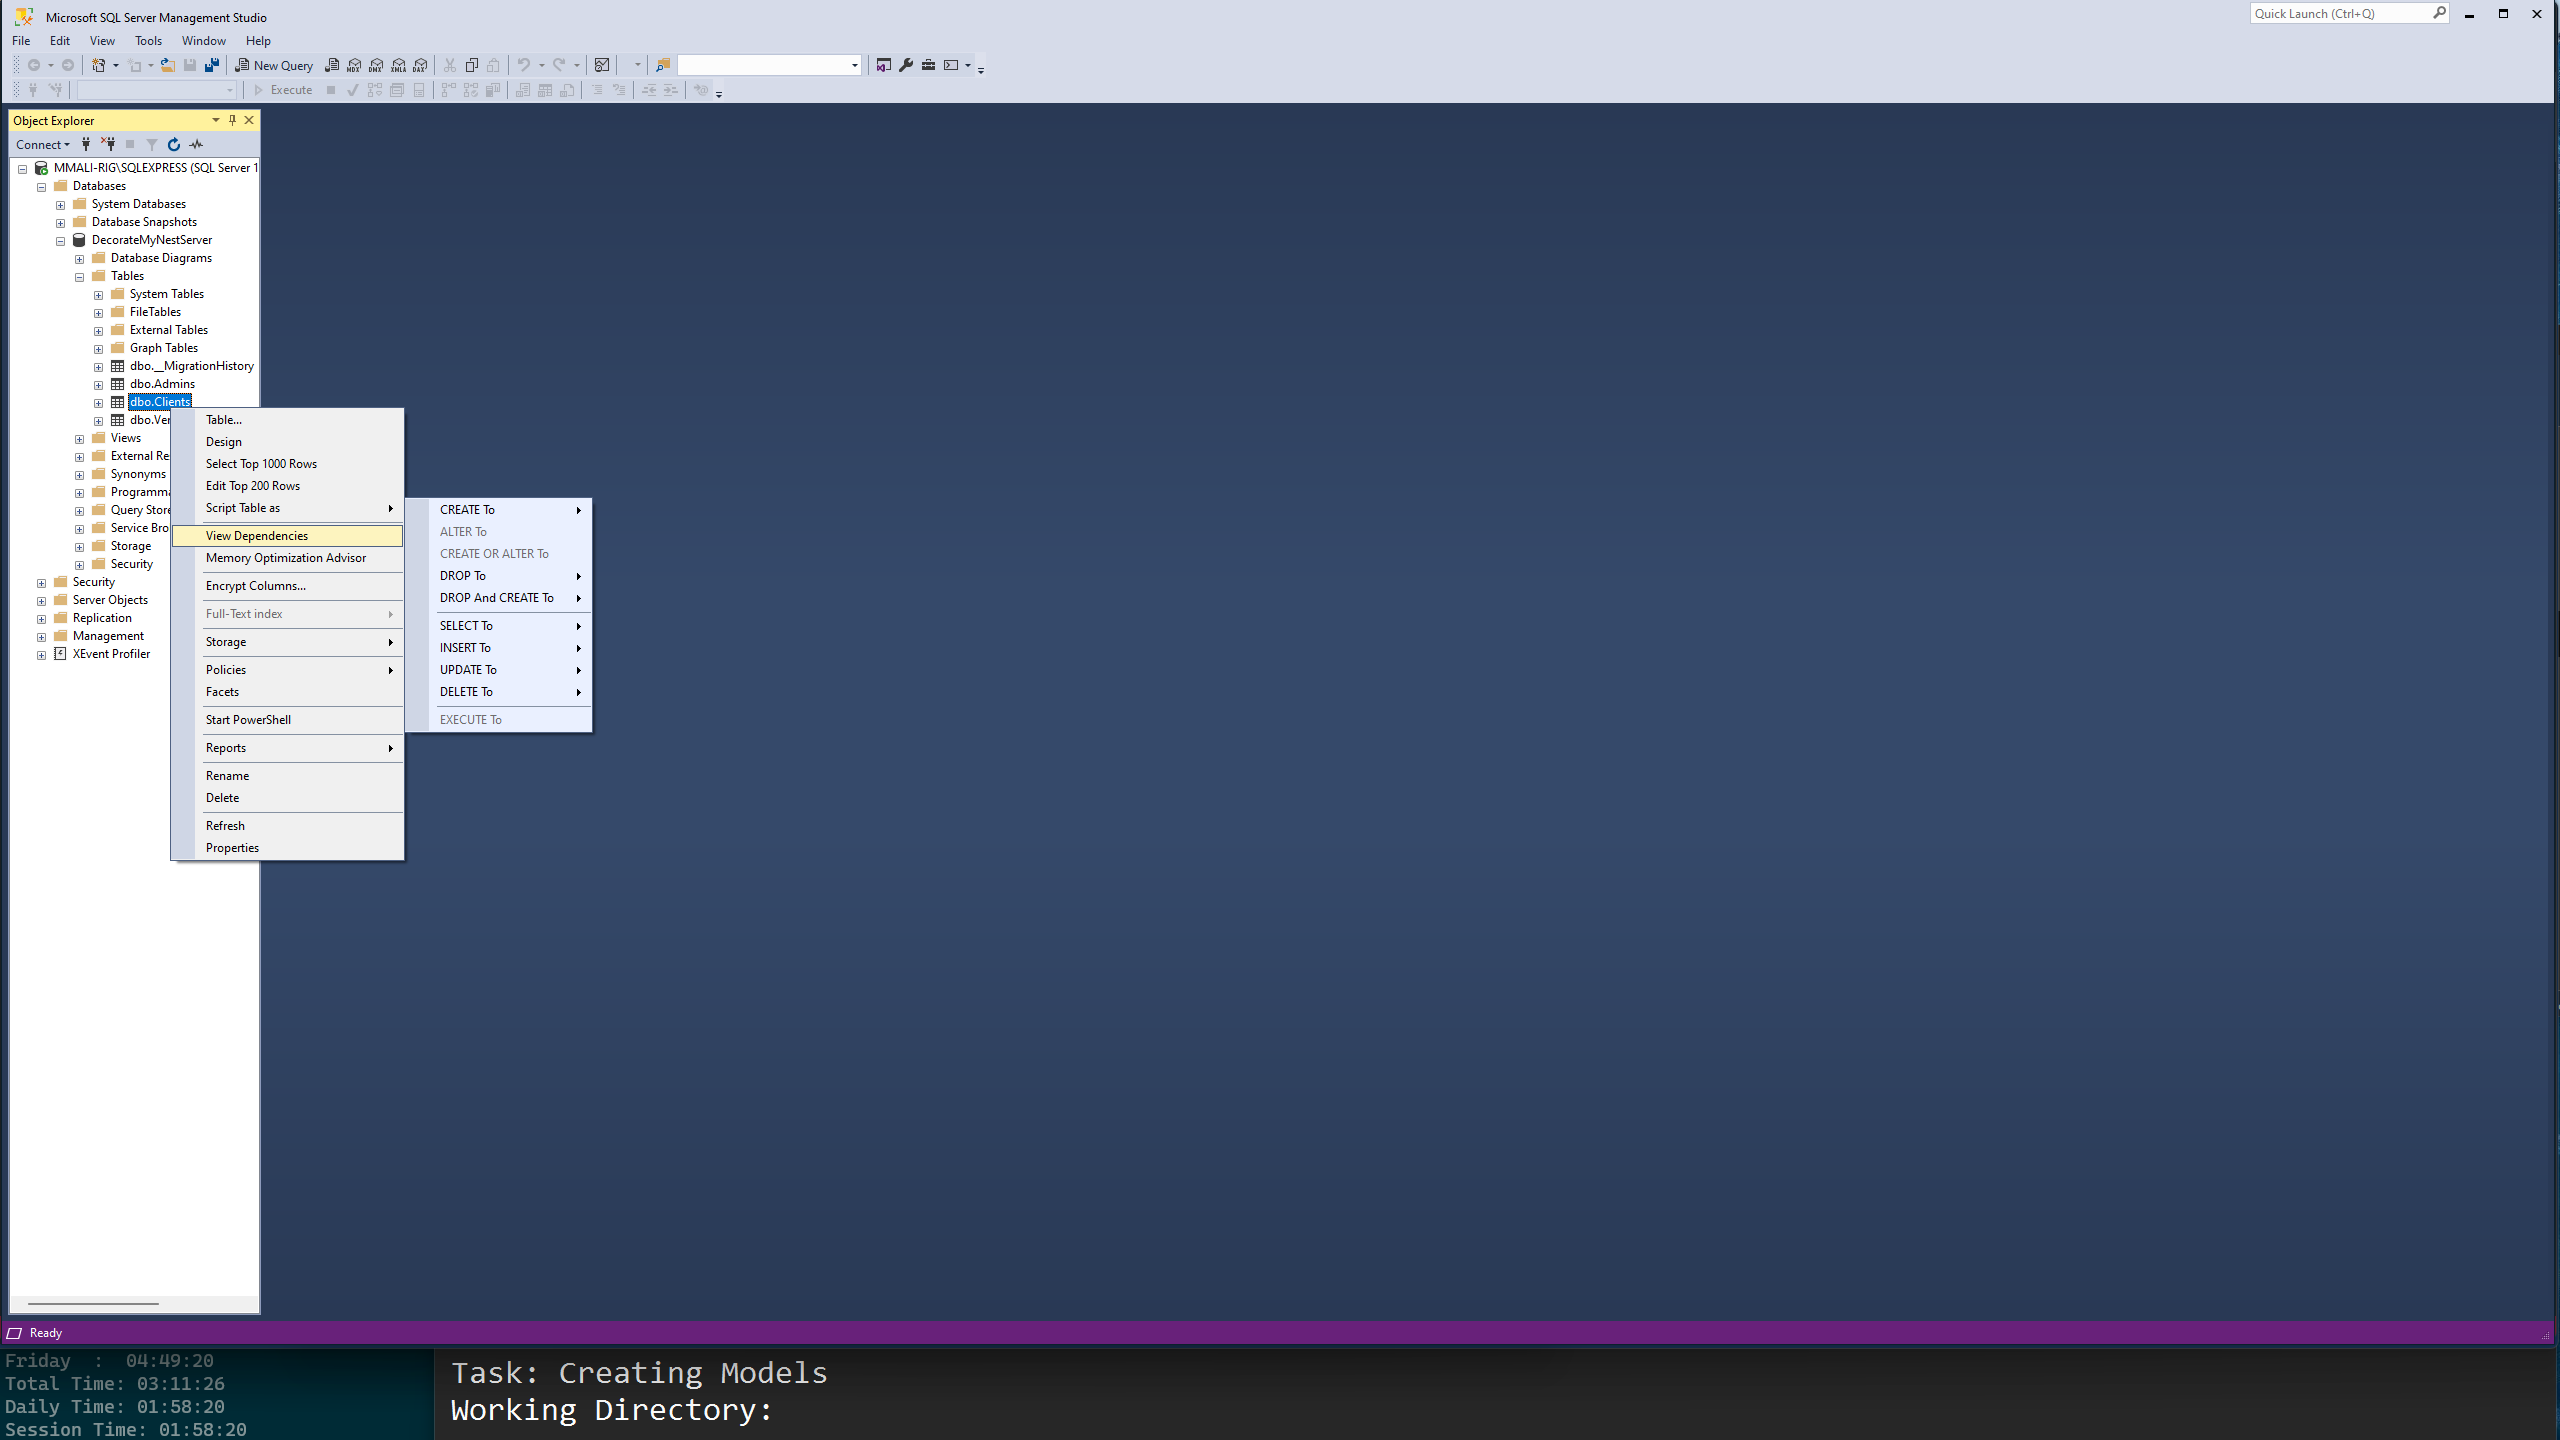 Microsoft SQL Server Management Studio
Quick Launch (Ctrl+Q)
File Edit View Tools Window Help
New Query MDX DMX XMLA DAX
Execute
Object Explorer
Connect
MMALI-RIG\SQLEXPRESS (SQL Server 1
Databases
System Databases
Database Snapshots
DecorateMyNestServer
Database Diagrams
Tables
System Tables
FileTables
External Tables
Graph Tables
dbo.__MigrationHistory
dbo.Admins
dbo.Clients
dbo.Ver
Views
External Re
Synonyms
Programma
Query Store
Service Bro
Storage
Security
Security
Server Objects
Replication
Management
XEvent Profiler
Table...
Design
Select Top 1000 Rows
Edit Top 200 Rows
Script Table as
View Dependencies
Memory Optimization Advisor
Encrypt Columns...
Full-Text index
Storage
Policies
Facets
Start PowerShell
Reports
Rename
Delete
Refresh
Properties
CREATE To
ALTER To
CREATE OR ALTER To
DROP To
DROP And CREATE To
SELECT To
INSERT To
UPDATE To
DELETE To
EXECUTE To
Ready
Friday : 04:49:20
Total Time: 03:11:26
Daily Time: 01:58:20
Session Time: 01:58:20
Task: Creating Models
Working Directory: